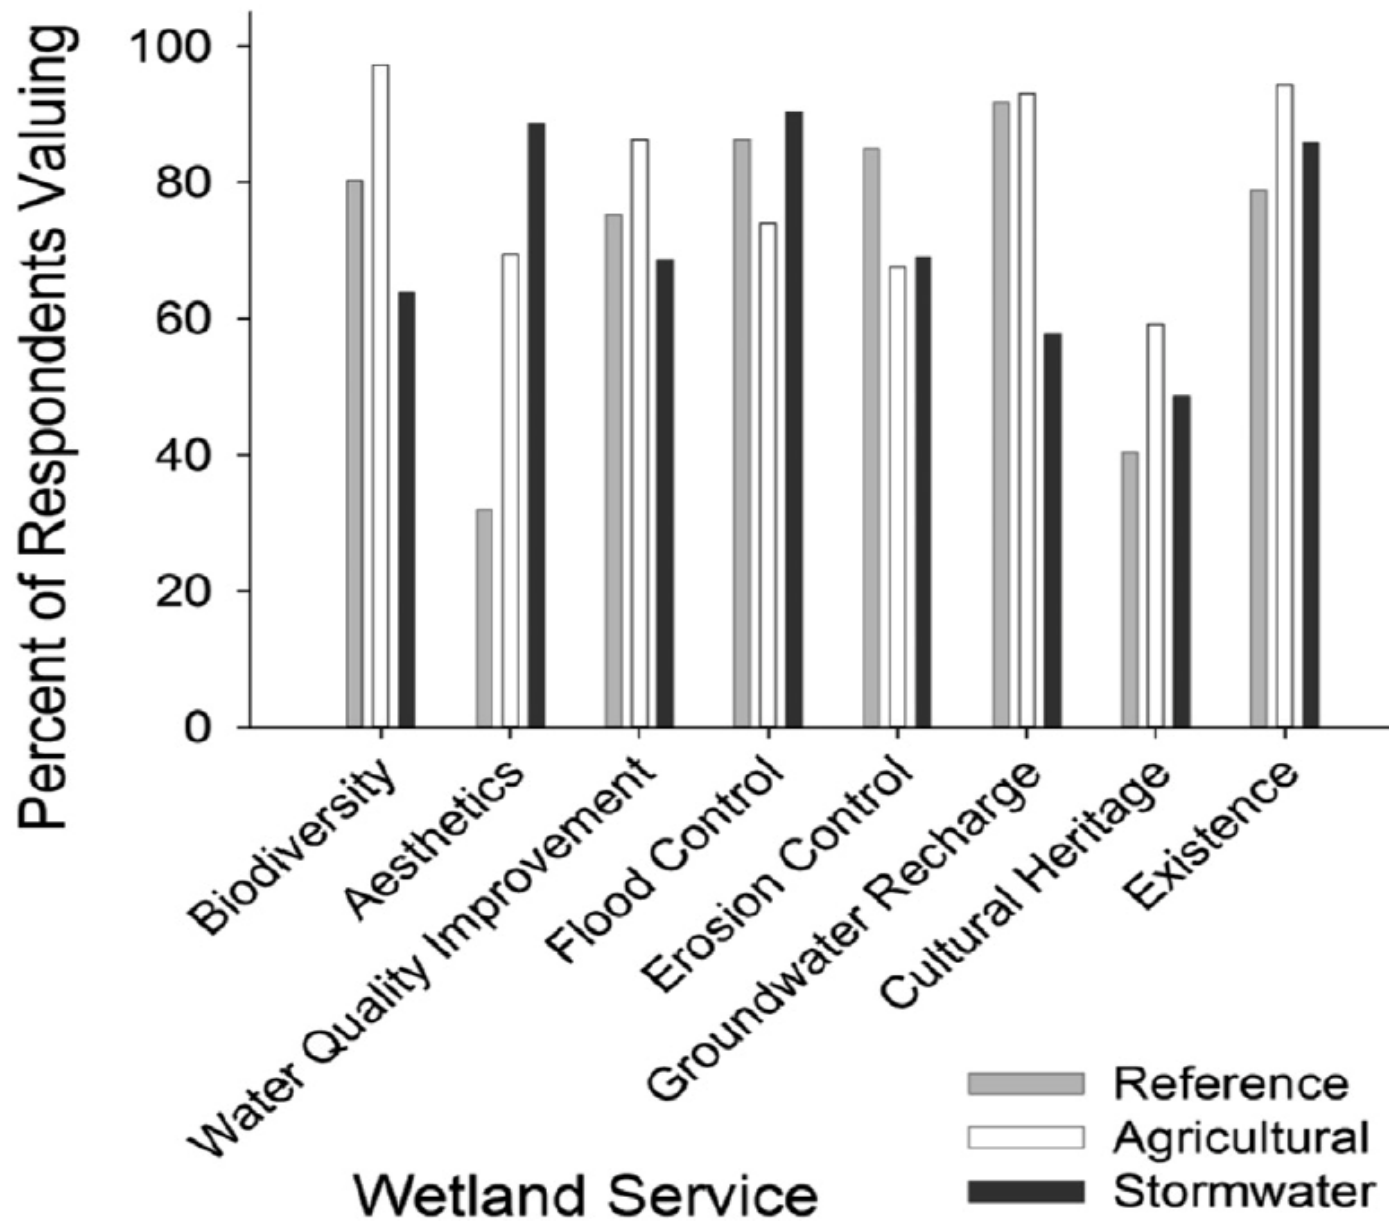 Percent of Respondents Valuing
100
80
60
40
20
0
Biodiversity
Aesthetics
Water Quality Improvement
Flood Control
Erosion Control
Groundwater Recharge
Cultural Heritage
Existence
Wetland Service
Reference
Agricultural
Stormwater